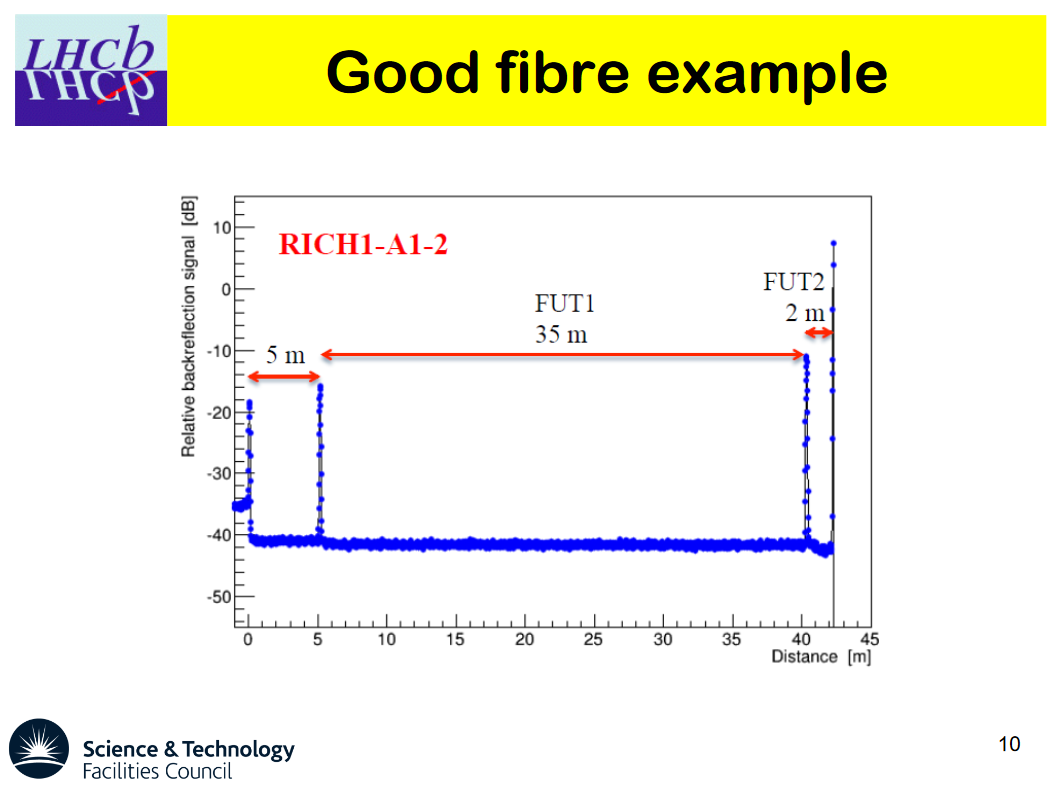 LHCb
LHCb
Good fibre example
Relative backreflection signal [dB]
RICH1-A1-2
FUT1
35 m
FUT2
2 m
5 m
10
0
-10
-20
-30
-40
-50
0 5 10 15 20 25 30 35 40 45
Distance [m]
Science & Technology
Facilities Council
10